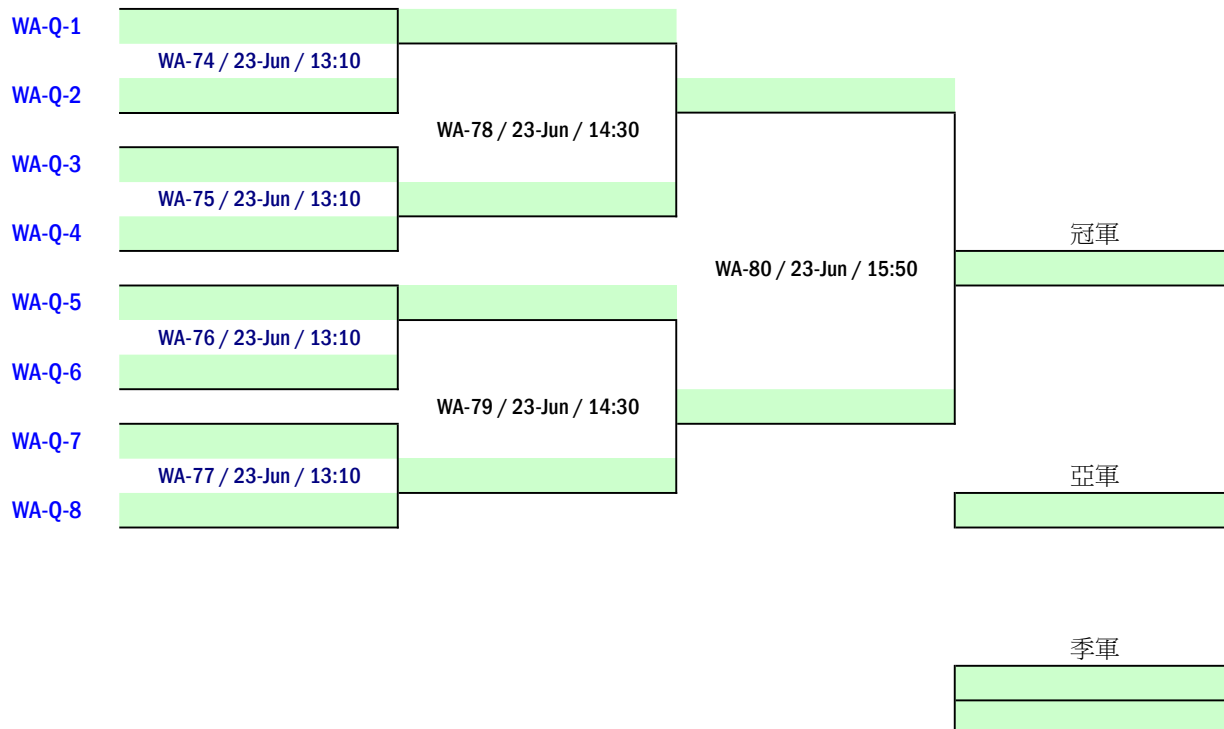 WA-Q-1
WA-74 / 23-Jun / 13:10
WA-Q-2
WA-78 / 23-Jun / 14:30
WA-Q-3
WA-75 / 23-Jun / 13:10
WA-Q-4
冠軍
WA-80 / 23-Jun / 15:50
WA-Q-5
WA-76 / 23-Jun / 13:10
WA-Q-6
WA-79 / 23-Jun / 14:30
WA-Q-7
WA-77 / 23-Jun / 13:10
亞軍
WA-Q-8
季軍